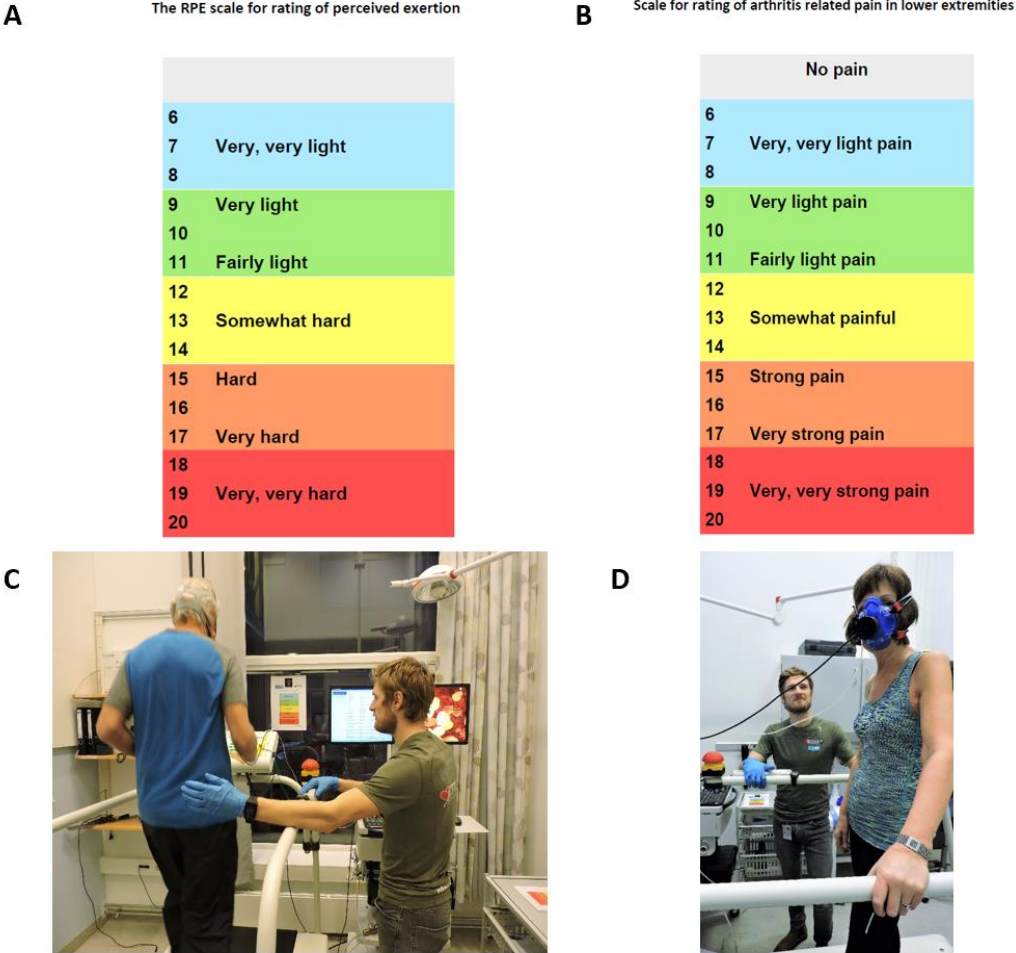 A
The RPE scale for rating of perceived exertion
6
7 Very, very light
8
9 Very light
10
11 Fairly light
12
13 Somewhat hard
14
15 Hard
16
17 Very hard
18
19 Very, very hard
20
B
Scale for rating of arthritis related pain in lower extremities
No pain
6
7 Very, very light pain
8
9 Very light pain
10
11 Fairly light pain
12
13 Somewhat painful
14
15 Strong pain
16
17 Very strong pain
18
19 Very, very strong pain
20
C
D